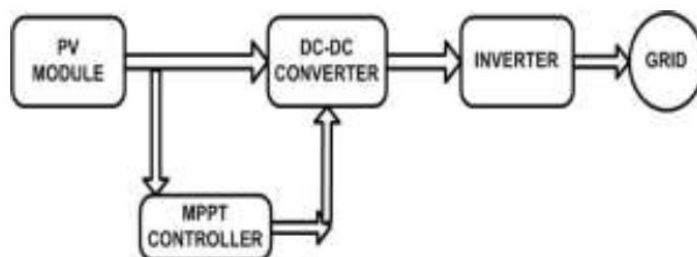 PV
MODULE
DC-DC
CONVERTER
INVERTER
GRID
MPPT
CONTROLLER